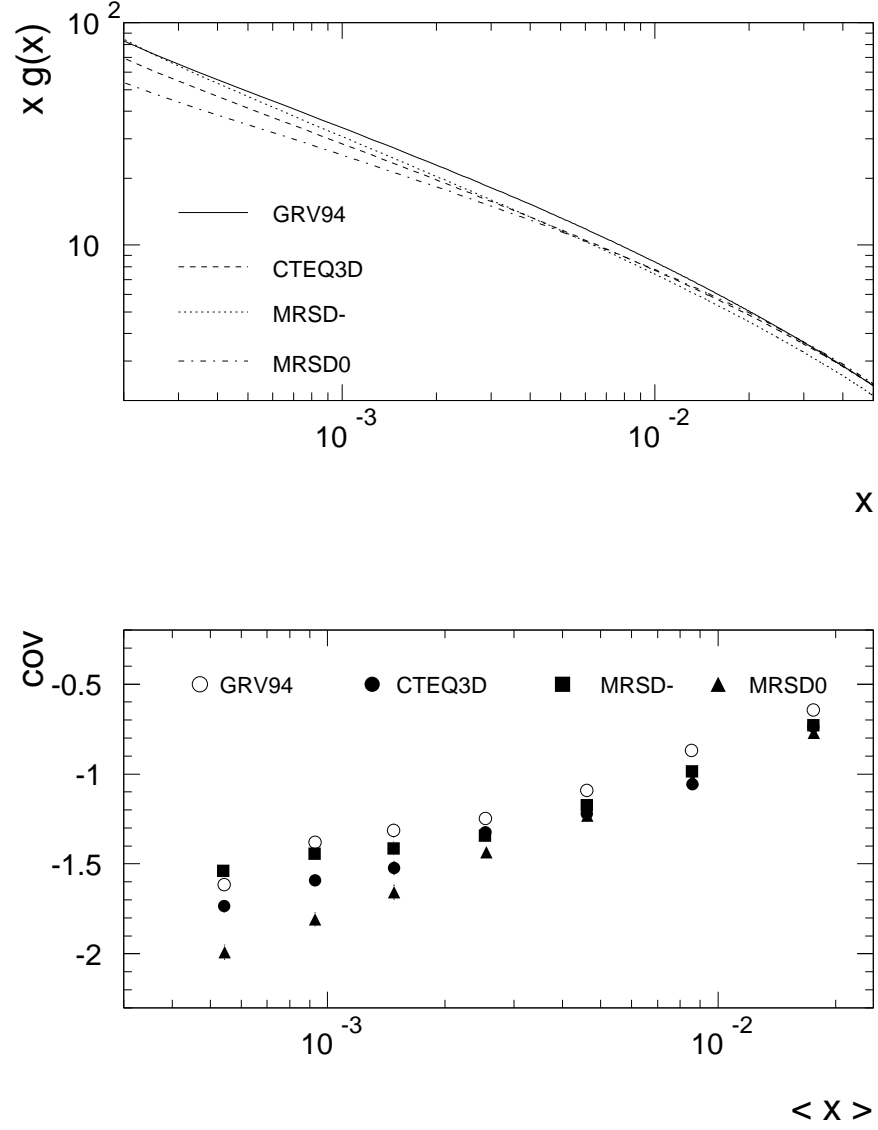 x g(x)
10 2
10
GRV94
CTEQ3D
MRSD-
MRSD0
10 -3
10 -2
x
cov
-0.5
-1
-1.5
-2
GRV94 CTEQ3D MRSD- MRSD0
10 -3
10 -2
< x >